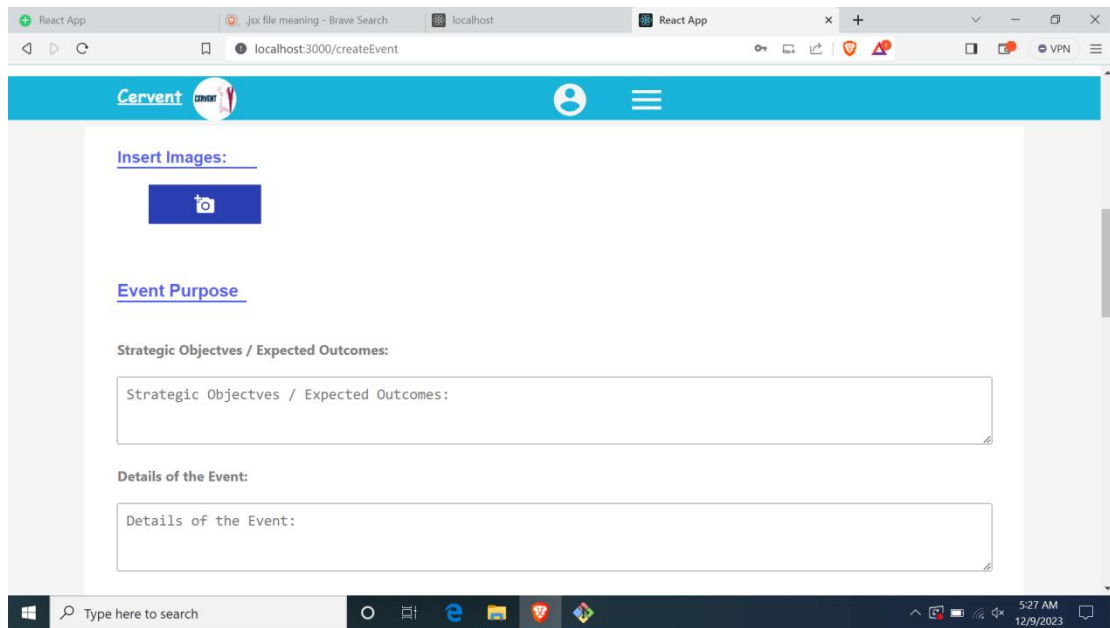 React App
.jsx file meaning - Brave Search
localhost
React App
localhost:3000/createEvent
VPN
Cervent
CERVENT
Insert Images:
Event Purpose
Strategic Objectves / Expected Outcomes:
Strategic Objectves / Expected Outcomes:
Details of the Event:
Details of the Event:
Type here to search
5:27 AM
12/9/2023